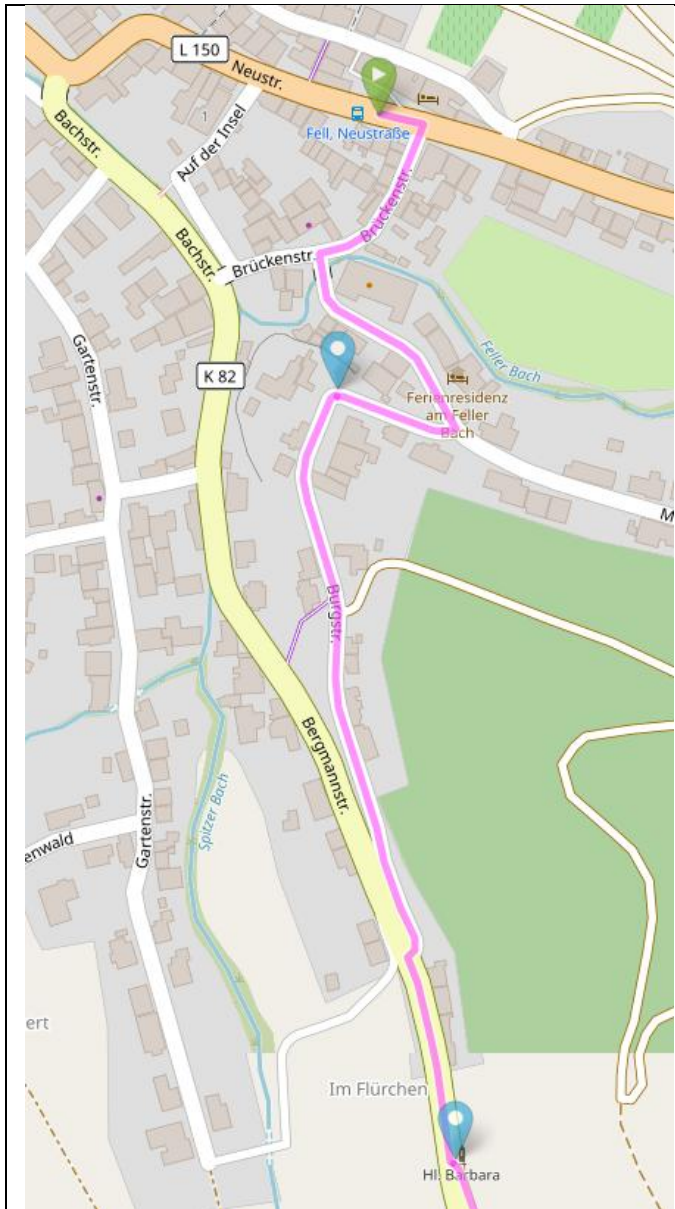 L 150
Neustr.
Fell, Neustraße
Bachstr.
1
Auf der Insel
Brückenstr.
Bachstr.
Brückenstr.
Feller Bach
Gartenstr.
K 82
Ferienresidenz
am Feller
Bach
M
Burgstr.
Bergmannstr.
Spitzer Bach
Gartenstr.
enwald
ert
Im Flürchen
Hl. Barbara